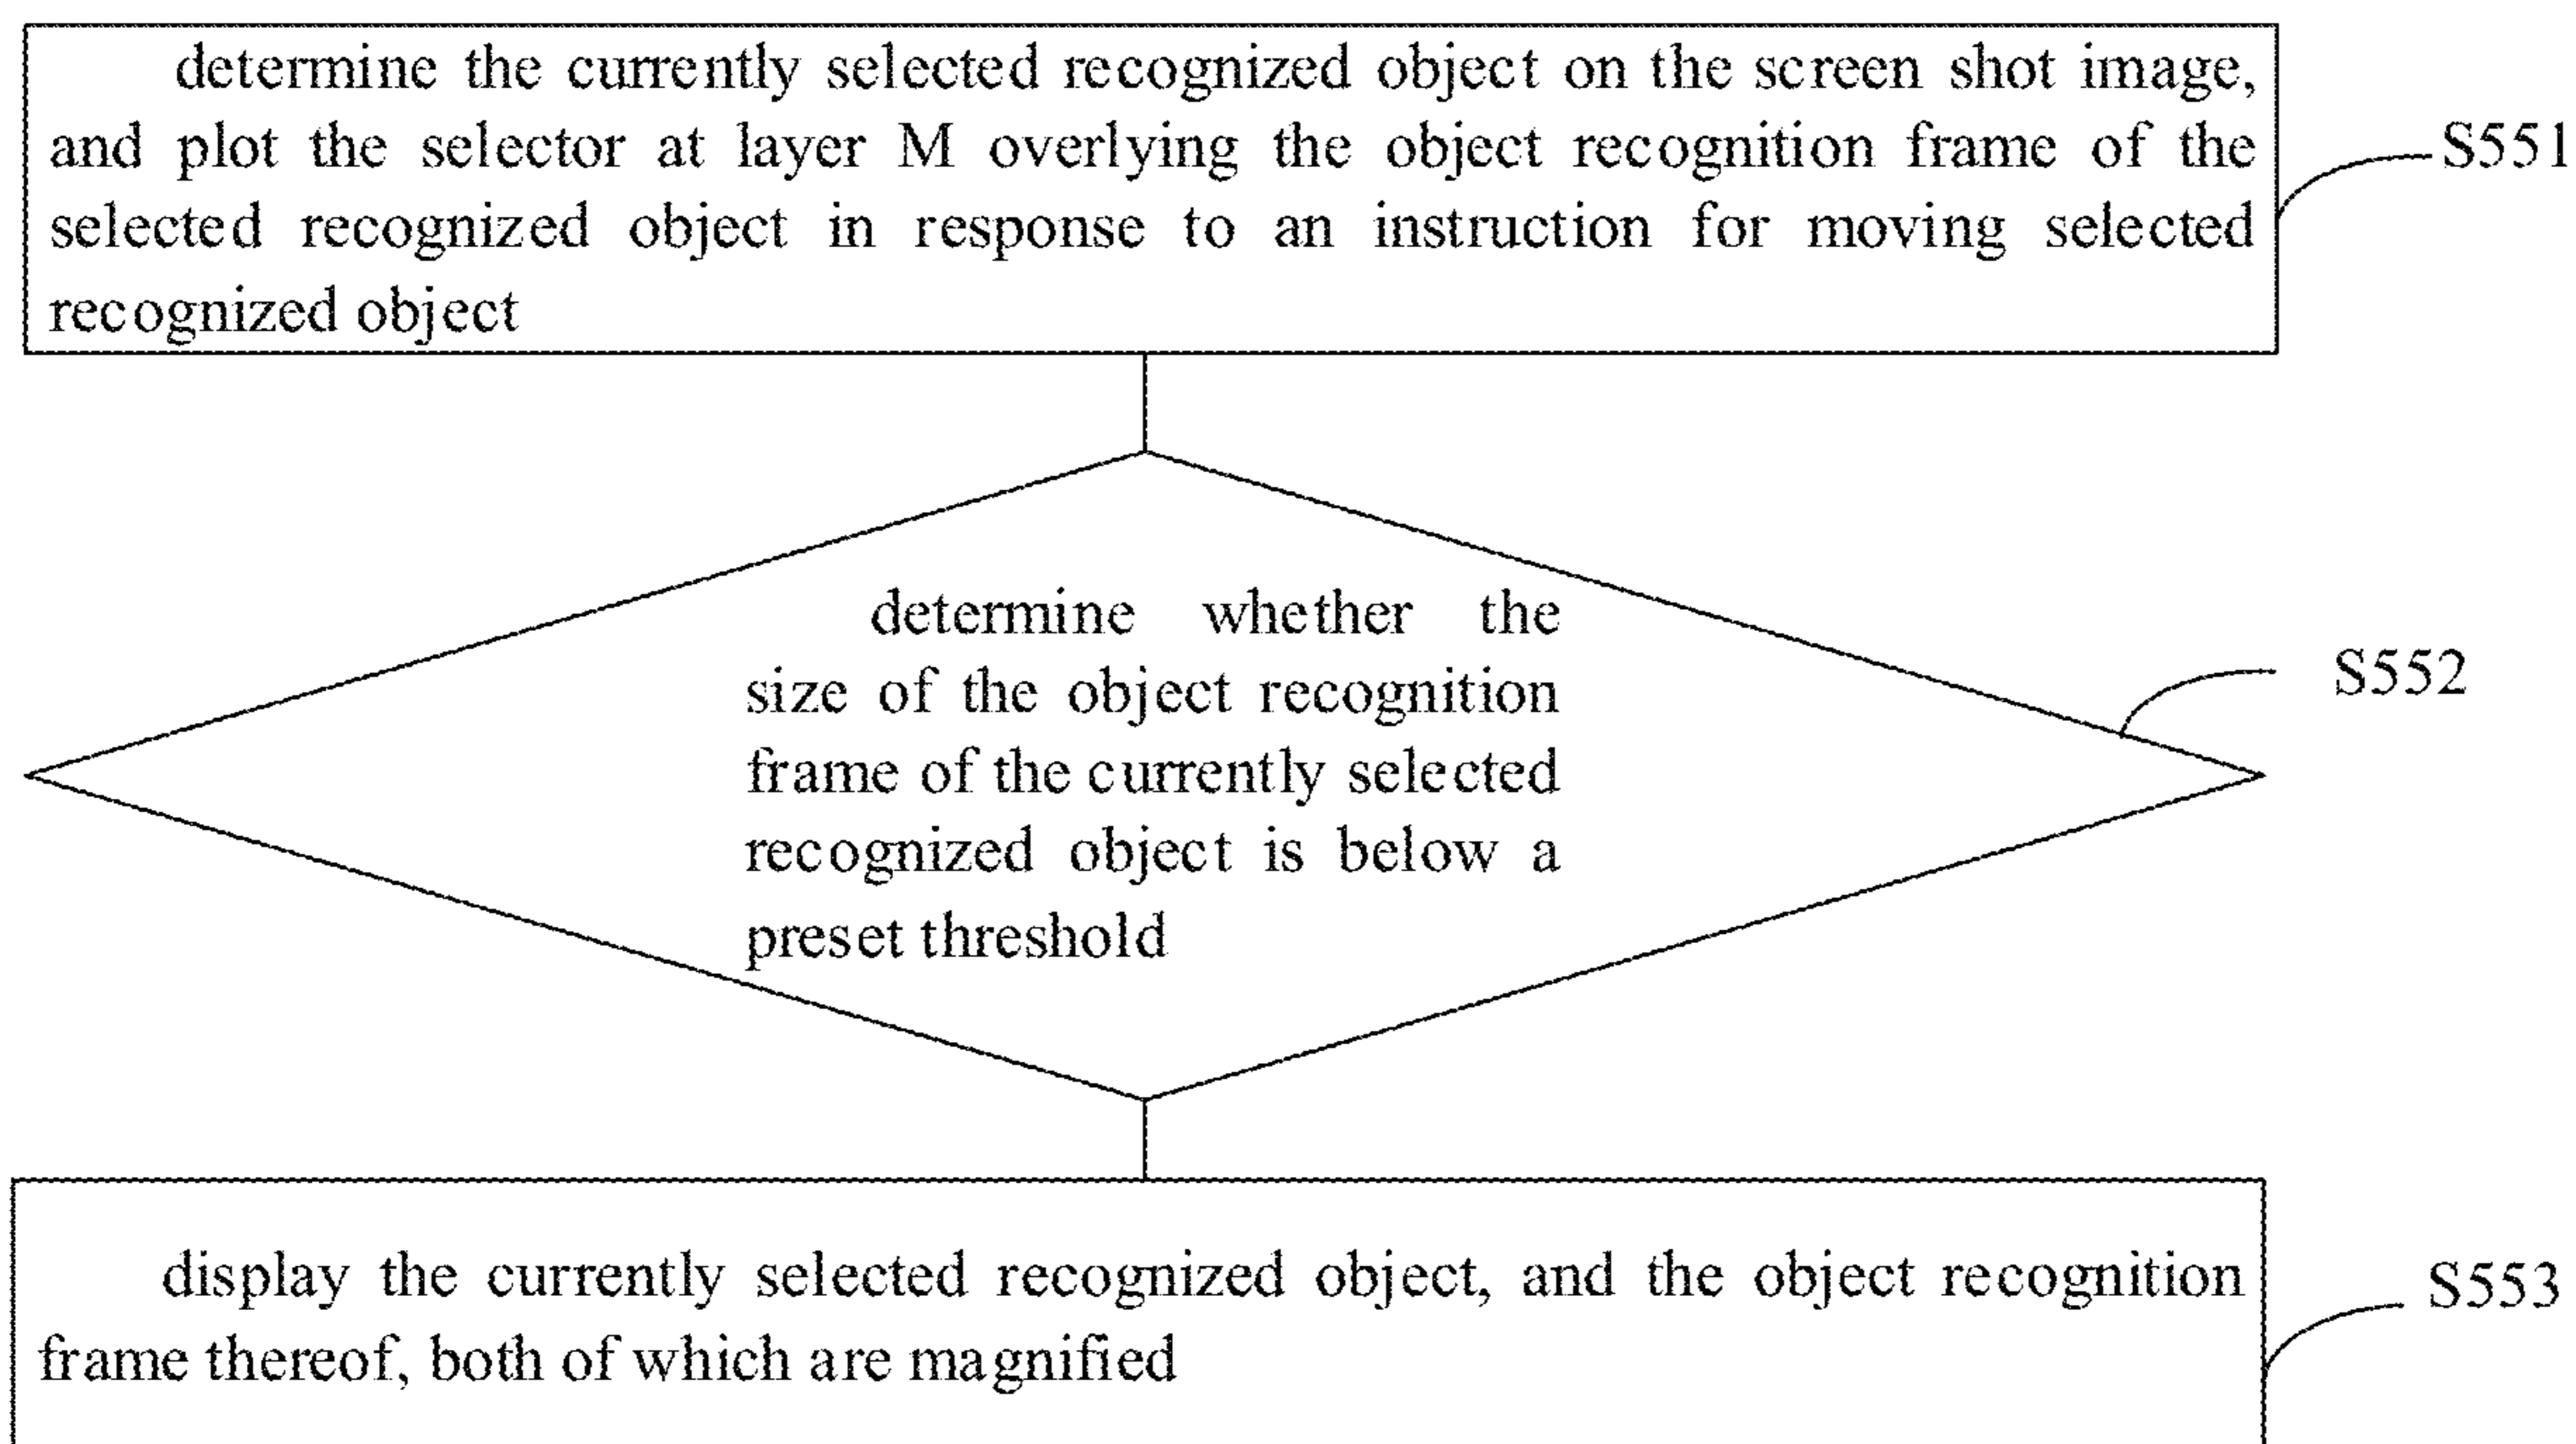 determine the currently selected recognized object on the screen shot image,
and plot the selector at layer M overlying the object recognition frame of the
selected recognized object in response to an instruction for moving selected
recognized object
S551
determine whether the
size of the object recognition
frame of the currently selected
recognized object is below a
preset threshold
S552
display the currently selected recognized object, and the object recognition
frame thereof, both of which are magnified
S553